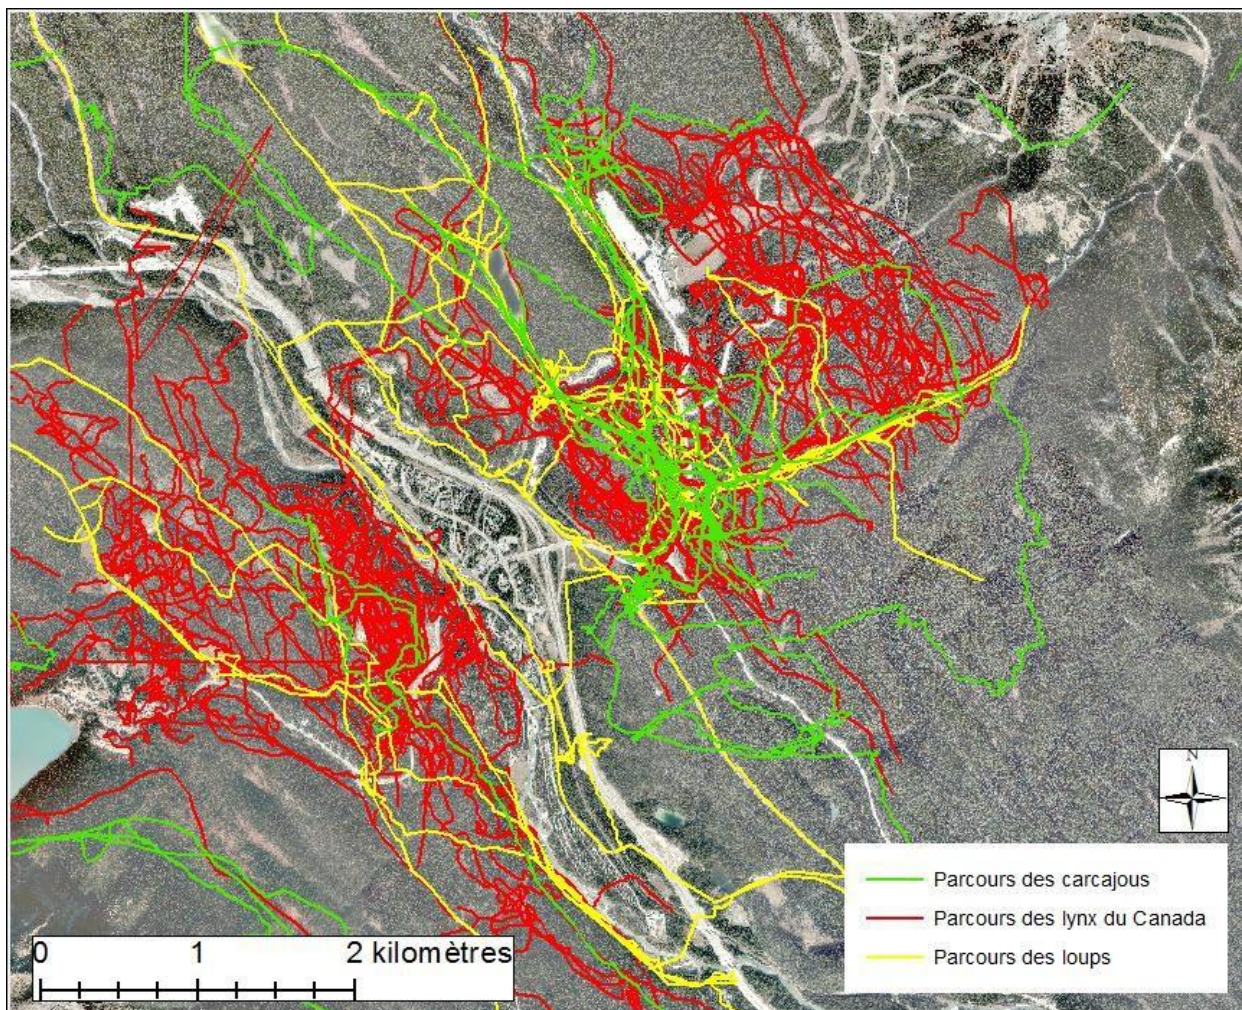 N
Parcours des carcajous
Parcours des lynx du Canada
Parcours des loups
0 1 2 kilomètres